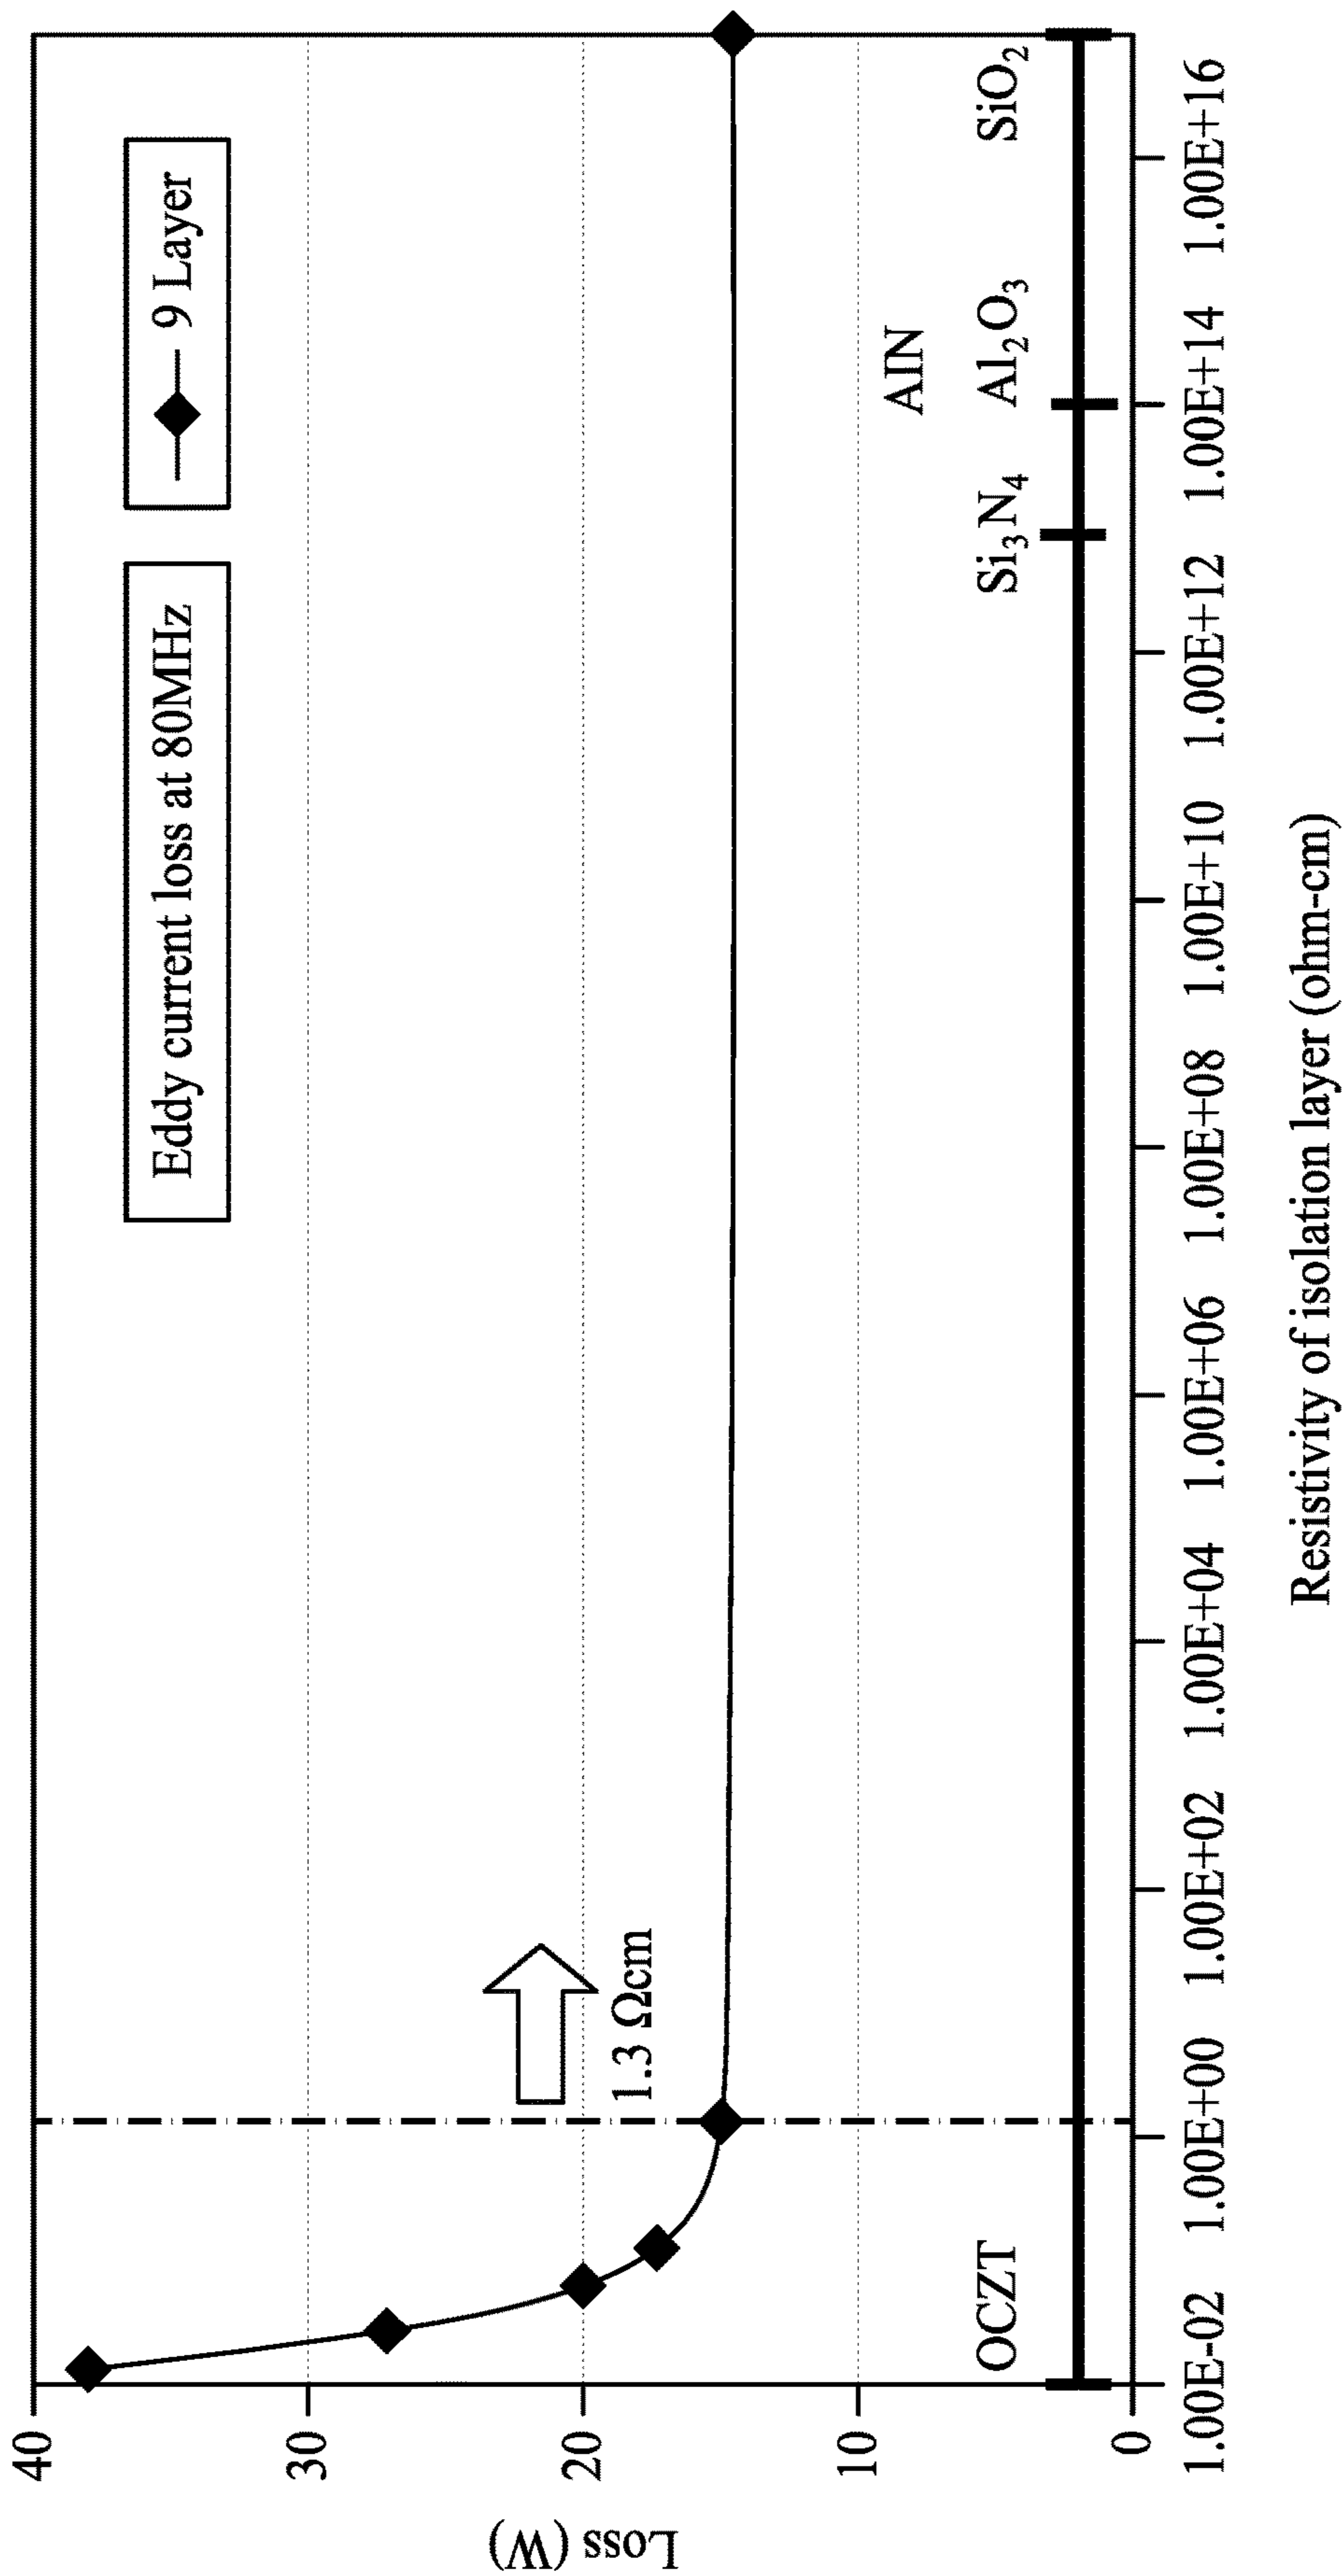 40
30
20
10
0
Loss (W)
Eddy current loss at 80MHz
9 Layer
1.3 Ωcm
OCZT
Si3N4
AlN
Al2O3
SiO2
1.00E-02 1.00E+00 1.00E+02 1.00E+04 1.00E+06 1.00E+08 1.00E+10 1.00E+12 1.00E+14 1.00E+16
Resistivity of isolation layer (ohm-cm)